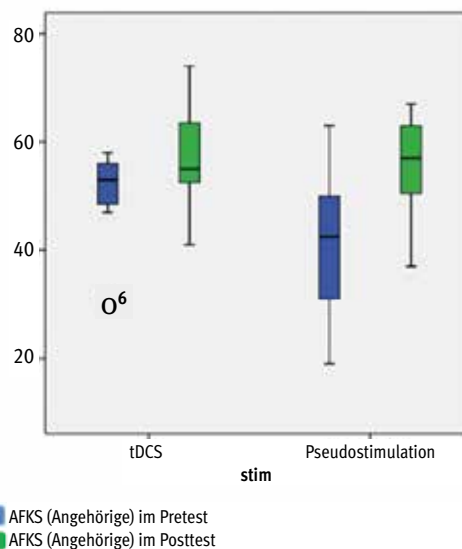 80
60
40
20
O⁶
tDCS Pseudostimulation
stim
AFKS (Angehörige) im Pretest
AFKS (Angehörige) im Posttest